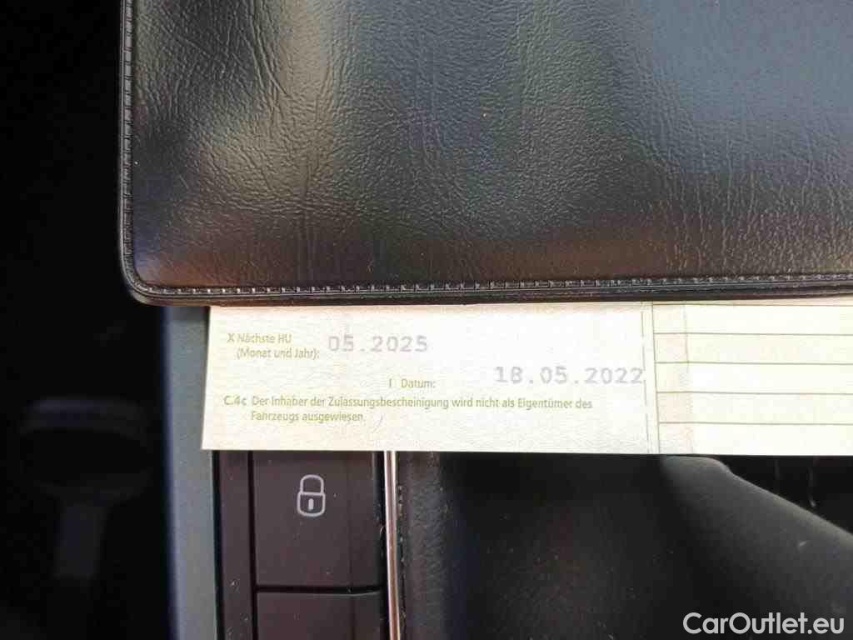 X Nächste HU
(Monat und Jahr): 05.2025
I Datum: 18.05.2022
C.4c Der Inhaber der Zulassungsbescheinigung wird nicht als Eigentümer des
Fahrzeugs ausgewiesen.
CarOutlet.eu